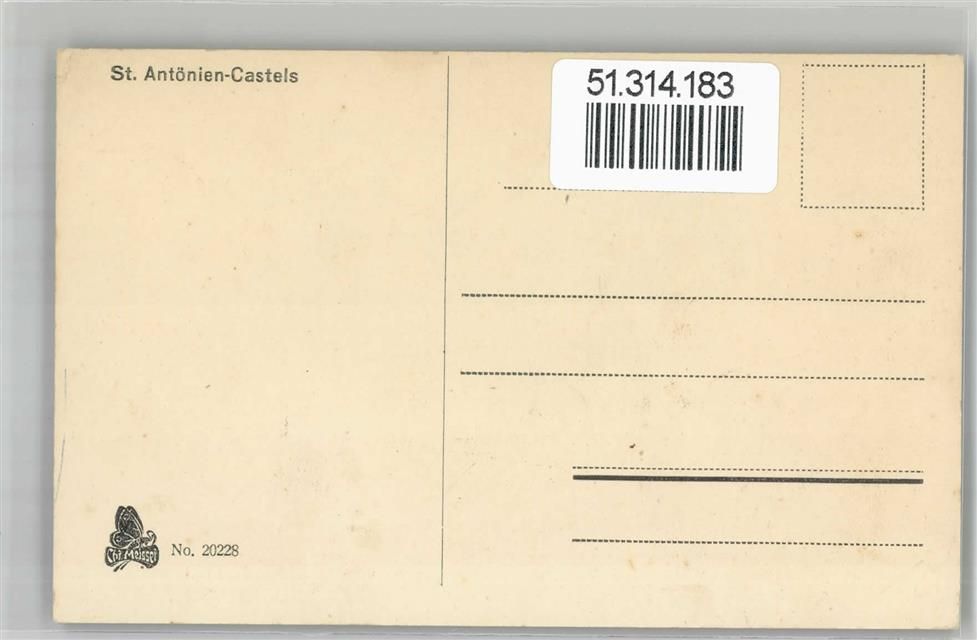 St. Antönien-Castels
51.314.183
Chr. Meisser
No. 20228